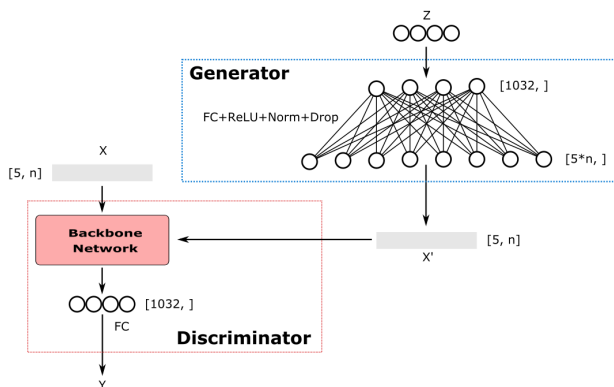 Z
Generator
[1032, ]
FC+ReLU+Norm+Drop
X
[5, n]
[5*n, ]
Backbone
Network
[5, n]
X'
[1032, ]
FC
Discriminator
Y